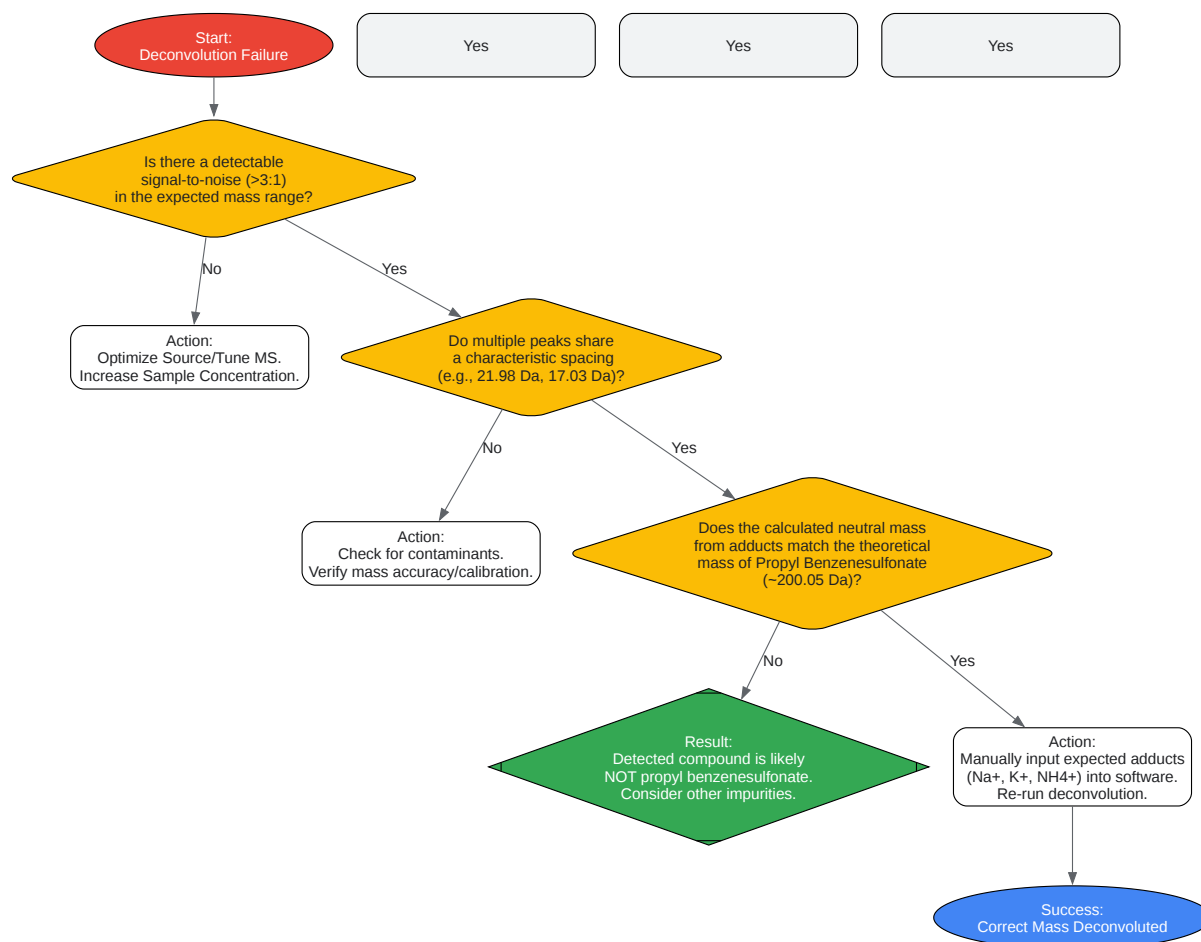 Start:
Deconvolution Failure
Yes
Yes
Yes
Is there a detectable
signal-to-noise (>3:1)
in the expected mass range?
No
Yes
Action:
Optimize Source/Tune MS.
Increase Sample Concentration.
Do multiple peaks share
a characteristic spacing
(e.g., 21.98 Da, 17.03 Da)?
No
Yes
Action:
Check for contaminants.
Verify mass accuracy/calibration.
Does the calculated neutral mass
from adducts match the theoretical
mass of Propyl Benzenesulfonate
(~200.05 Da)?
No
Yes
Result:
Detected compound is likely
NOT propyl benzenesulfonate.
Consider other impurities.
Action:
Manually input expected adducts
(Na+, K+, NH4+) into software.
Re-run deconvolution.
Success:
Correct Mass Deconvoluted